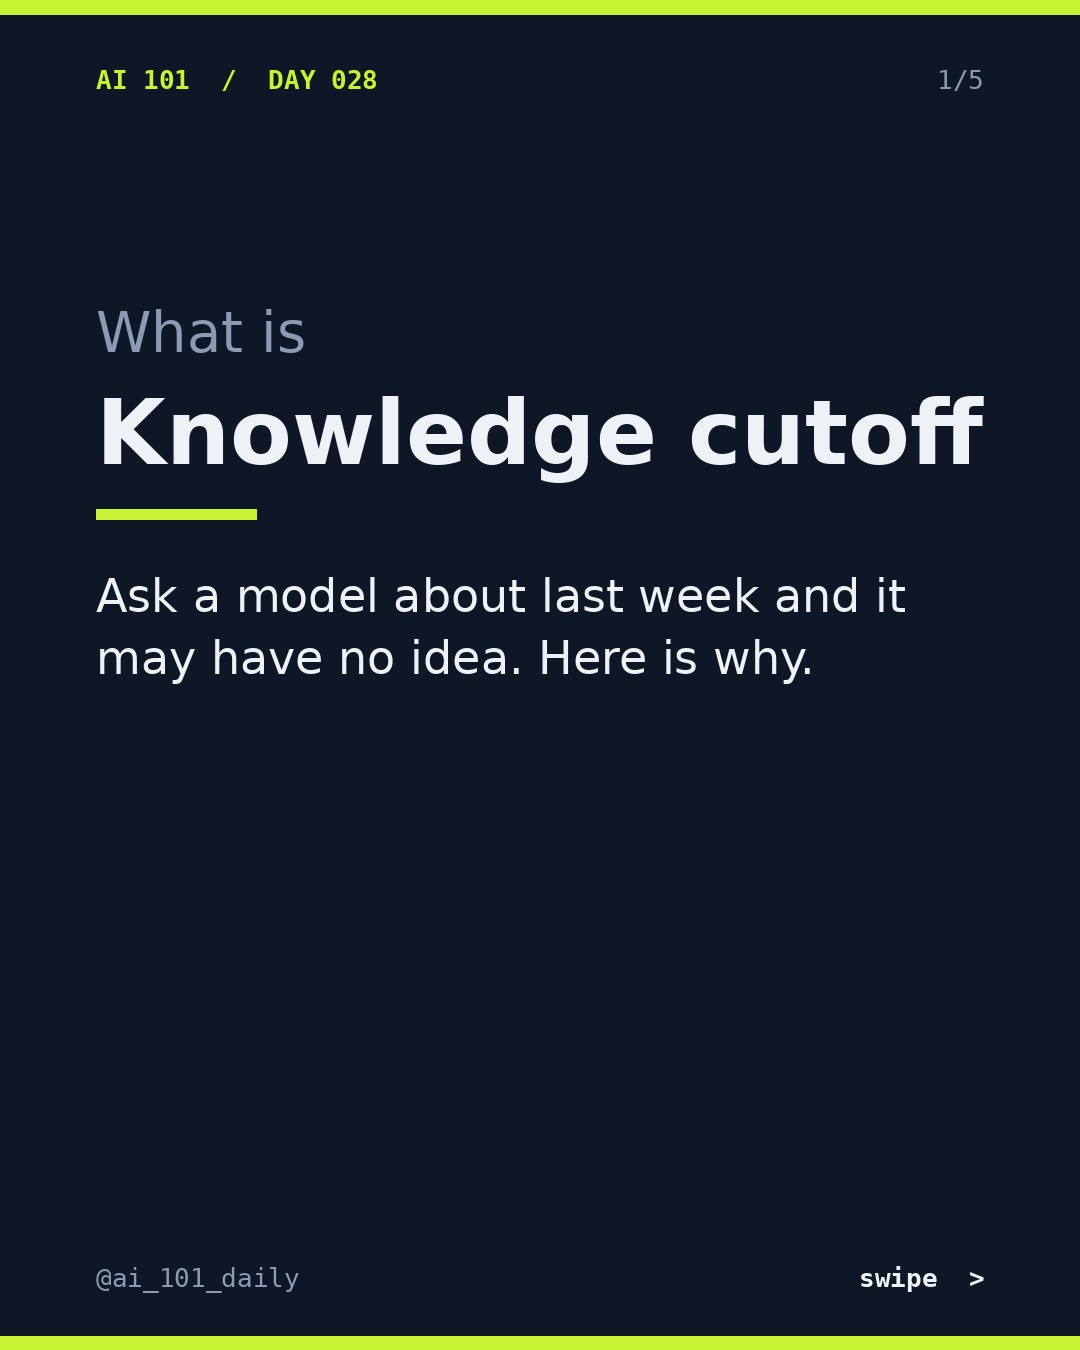 AI 101 / DAY 028
1/5
What is
Knowledge cutoff
Ask a model about last week and it
may have no idea. Here is why.
@ai_101_daily
swipe >